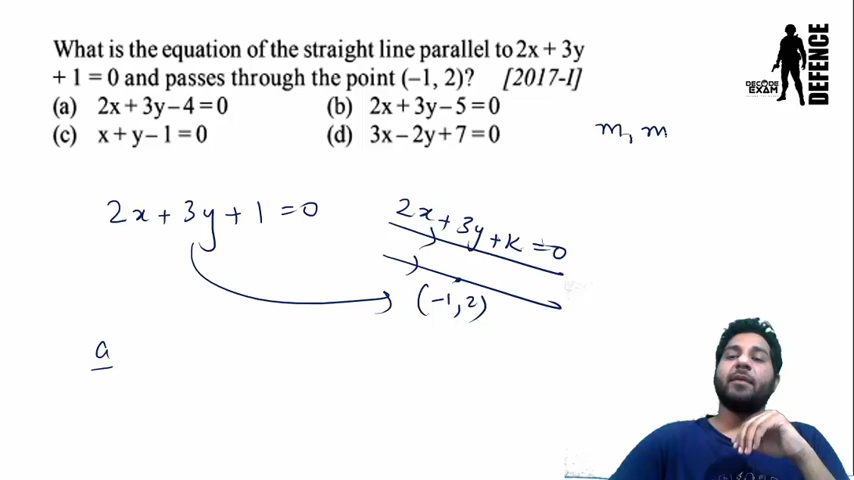 What is the equation of the straight line parallel to 2x + 3y
+ 1 = 0 and passes through the point (–1, 2)? [2017-I]
(a) 2x + 3y – 4 = 0 (b) 2x + 3y – 5 = 0
(c) x + y – 1 = 0 (d) 3x – 2y + 7 = 0
DECODE
EXAM
DEFENCE
m, m
2x + 3y + 1 = 0
2x + 3y + k = 0
(-1, 2)
a